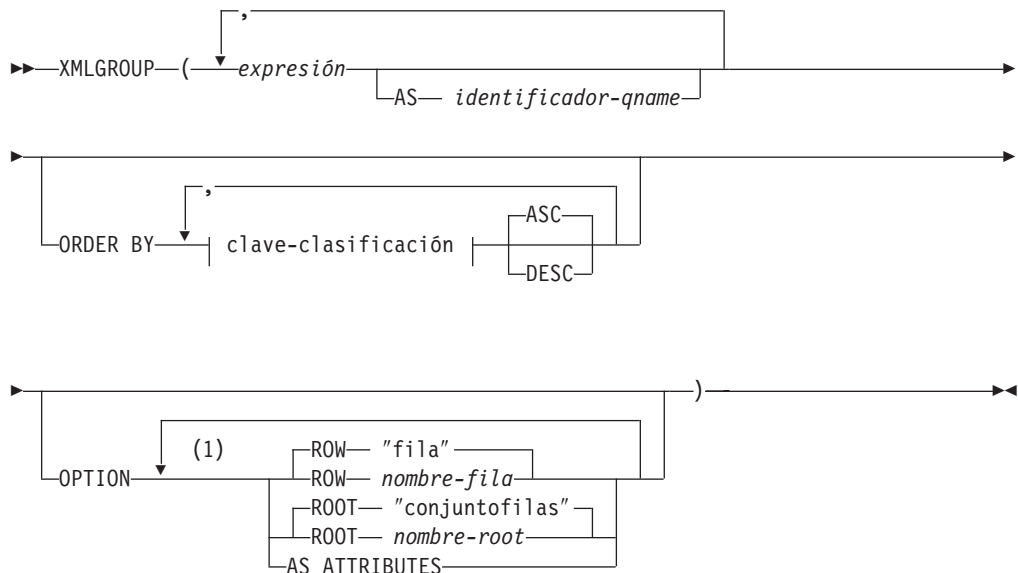 ,
XMLGROUP ( expresión
AS identificador-qname
,
ORDER BY clave-clasificación
ASC
DESC
)
OPTION
(1)
ROW "fila"
ROW nombre-fila
ROOT "conjuntofilas"
ROOT nombre-root
AS ATTRIBUTES